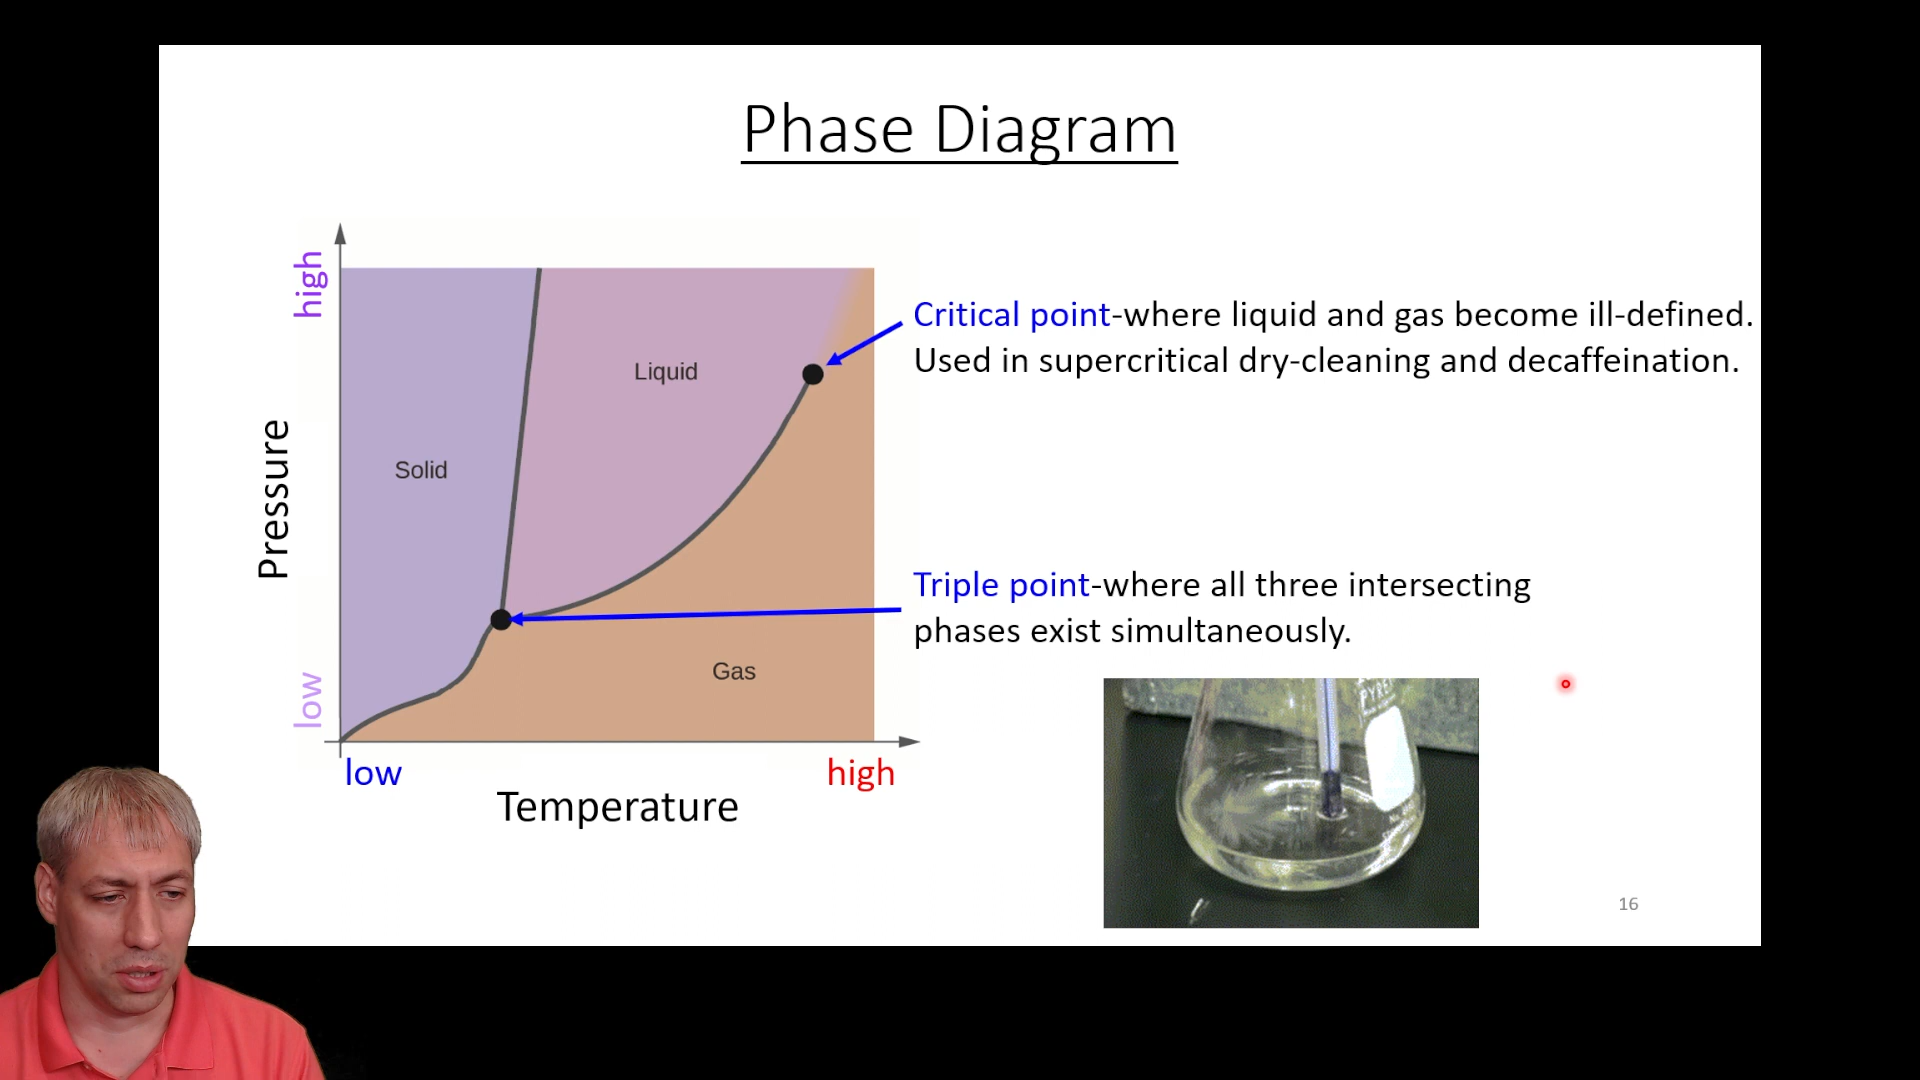 Phase Diagram
high
Pressure
low
Solid
Liquid
Gas
low
high
Temperature
Critical point-where liquid and gas become ill-defined.
Used in supercritical dry-cleaning and decaffeination.
Triple point-where all three intersecting
phases exist simultaneously.
PYREX
16